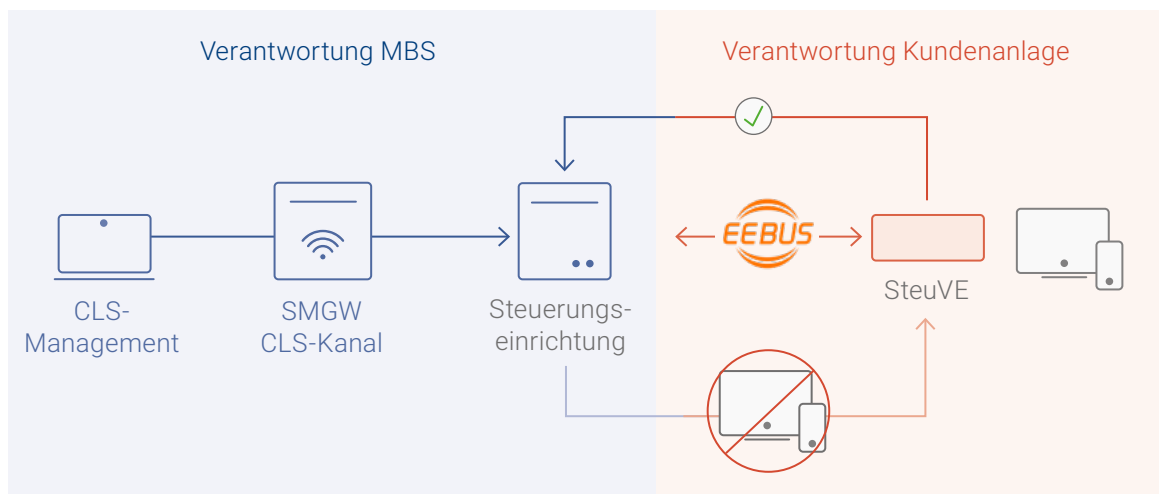 Verantwortung MBS
Verantwortung Kundenanlage
EEBUS
CLS-
Management
SMGW
CLS-Kanal
Steuerungs-
einrichtung
SteuVE